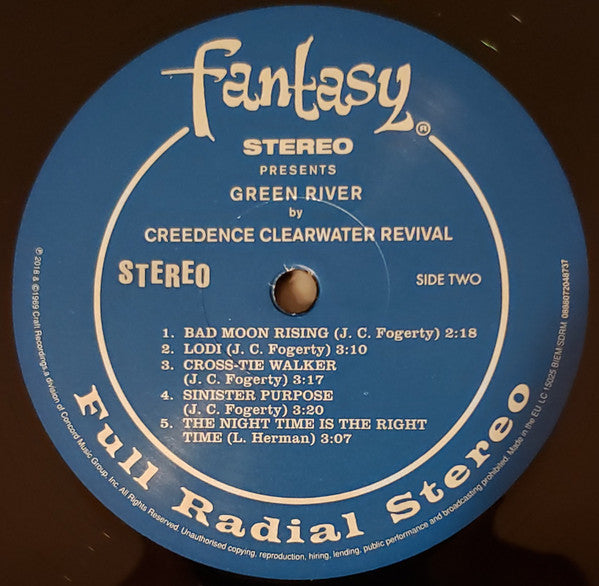 fantasy®
STEREO
PRESENTS
GREEN RIVER
by
CREEDENCE CLEARWATER REVIVAL
STEREO
SIDE TWO
1. BAD MOON RISING (J. C. Fogerty) 2:18
2. LODI (J. C. Fogerty) 3:10
3. CROSS-TIE WALKER
(J. C. Fogerty) 3:17
4. SINISTER PURPOSE
(J. C. Fogerty) 3:20
5. THE NIGHT TIME IS THE RIGHT
TIME (L. Herman) 3:07
Full Radial Stereo
℗2016 & ©1969 Craft Recordings, a division of Concord Music Group, Inc. All Rights Reserved. Unauthorised copying, reproduction, hiring, lending, public performance and broadcasting prohibited. Made in the EU LC 15025 BIEM/SDRM 0888072048737